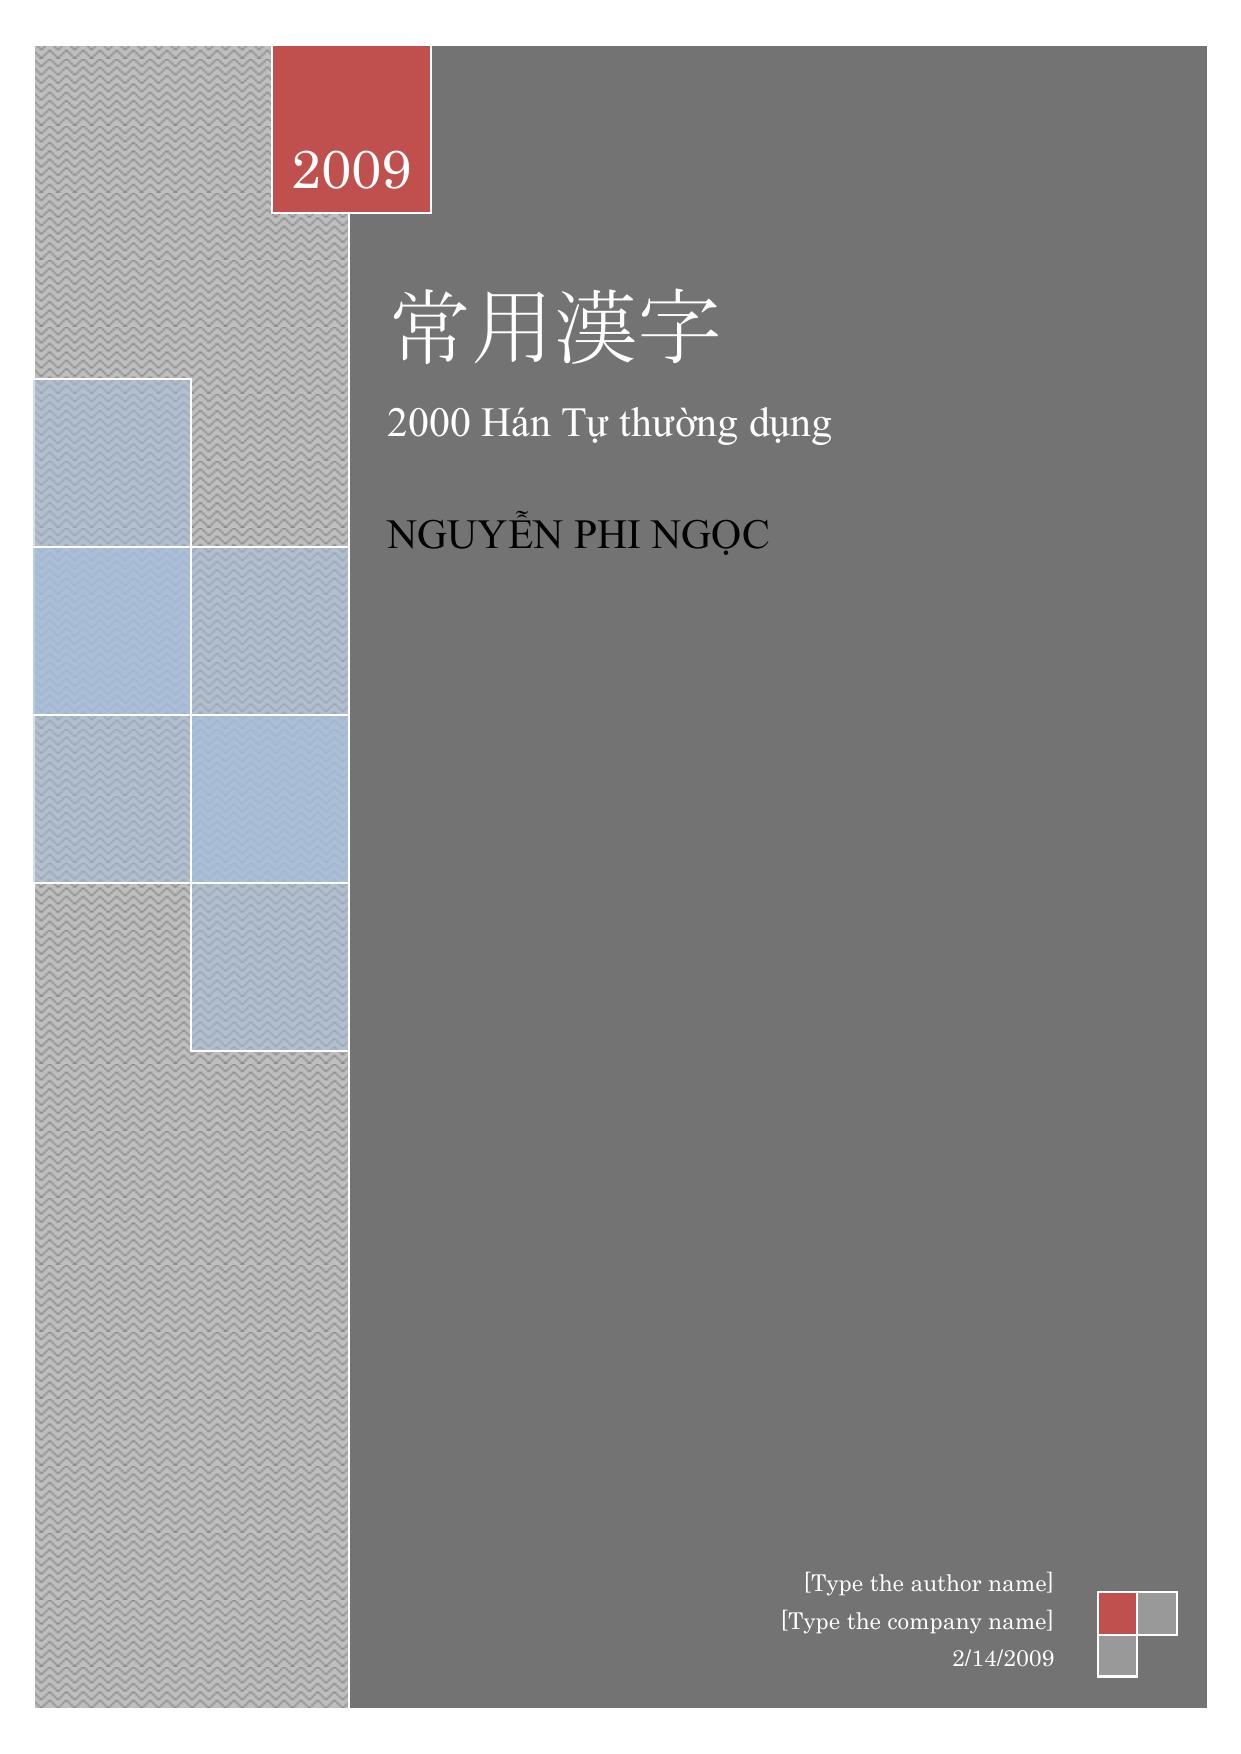 2009
常用漢字
2000 Hán Tự thường dụng
NGUYỄN PHI NGỌC
[Type the author name]
[Type the company name]
2/14/2009